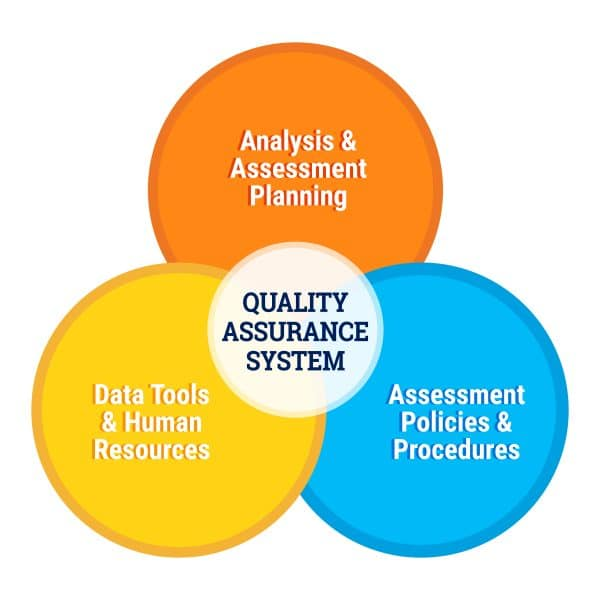 Analysis &
Assessment
Planning
QUALITY
ASSURANCE
SYSTEM
Data Tools
& Human
Resources
Assessment
Policies &
Procedures